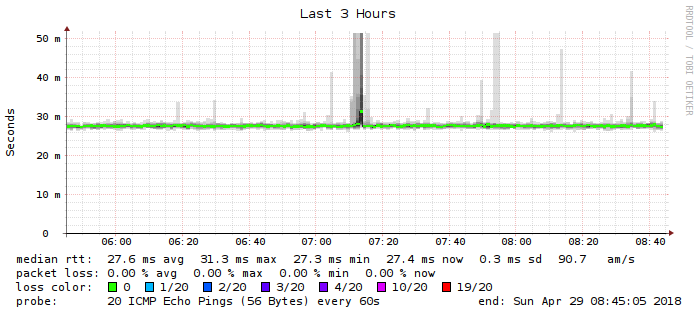 Last 3 Hours
RRDTOOL / TOBI OETIKER
Seconds
50 m
40 m
30 m
20 m
10 m
0
06:00 06:20 06:40 07:00 07:20 07:40 08:00 08:20 08:40
median rtt: 27.6 ms avg 31.3 ms max 27.3 ms min 27.4 ms now 0.3 ms sd 90.7 am/s
packet loss: 0.00 % avg 0.00 % max 0.00 % min 0.00 % now
loss color: 0 1/20 2/20 3/20 4/20 10/20 19/20
probe: 20 ICMP Echo Pings (56 Bytes) every 60s end: Sun Apr 29 08:45:05 2018